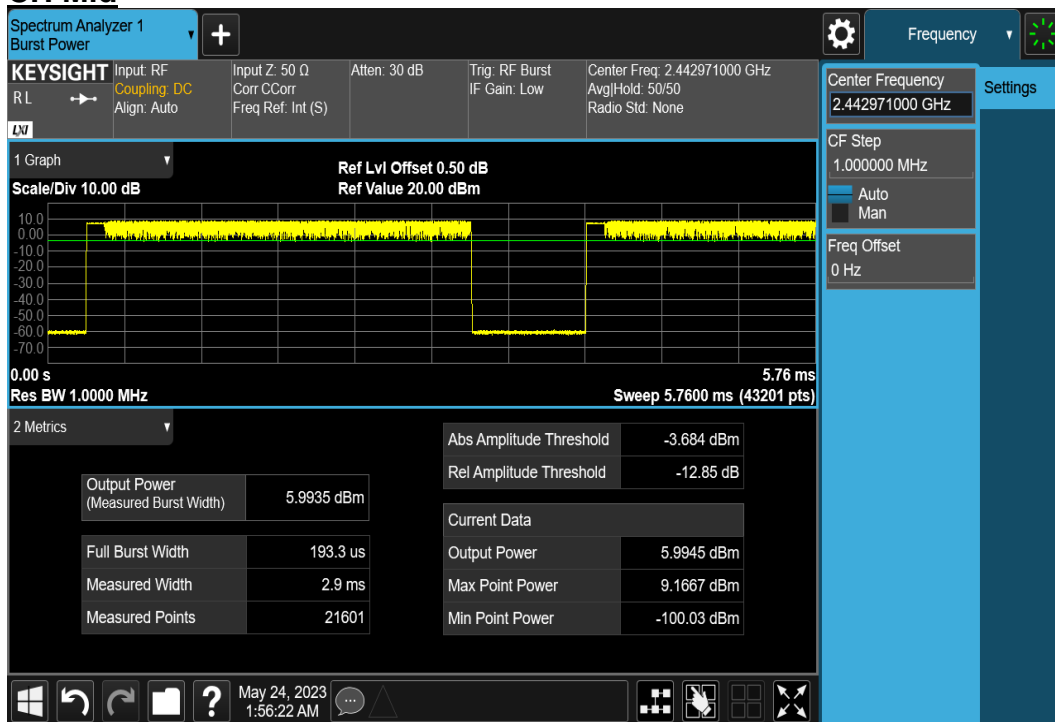 Spectrum Analyzer 1
Burst Power
Frequency
KEYSIGHT
R L
LXI
Input: RF
Coupling: DC
Align: Auto
Input Z: 50 Ω
Corr CCorr
Freq Ref: Int (S)
Atten: 30 dB
Trig: RF Burst
IF Gain: Low
Center Freq: 2.442971000 GHz
Avg|Hold: 50/50
Radio Std: None
Center Frequency
2.442971000 GHz
Settings
CF Step
1.000000 MHz
Auto
Man
Freq Offset
0 Hz
1 Graph
Scale/Div 10.00 dB
Ref Lvl Offset 0.50 dB
Ref Value 20.00 dBm
10.0
0.00
-10.0
-20.0
-30.0
-40.0
-50.0
-60.0
-70.0
0.00 s
5.76 ms
Res BW 1.0000 MHz
Sweep 5.7600 ms (43201 pts)
2 Metrics
Output Power
(Measured Burst Width)
5.9935 dBm
Full Burst Width 193.3 us
Measured Width 2.9 ms
Measured Points 21601
Abs Amplitude Threshold -3.684 dBm
Rel Amplitude Threshold -12.85 dB
Current Data
Output Power 5.9945 dBm
Max Point Power 9.1667 dBm
Min Point Power -100.03 dBm
?
May 24, 2023
1:56:22 AM